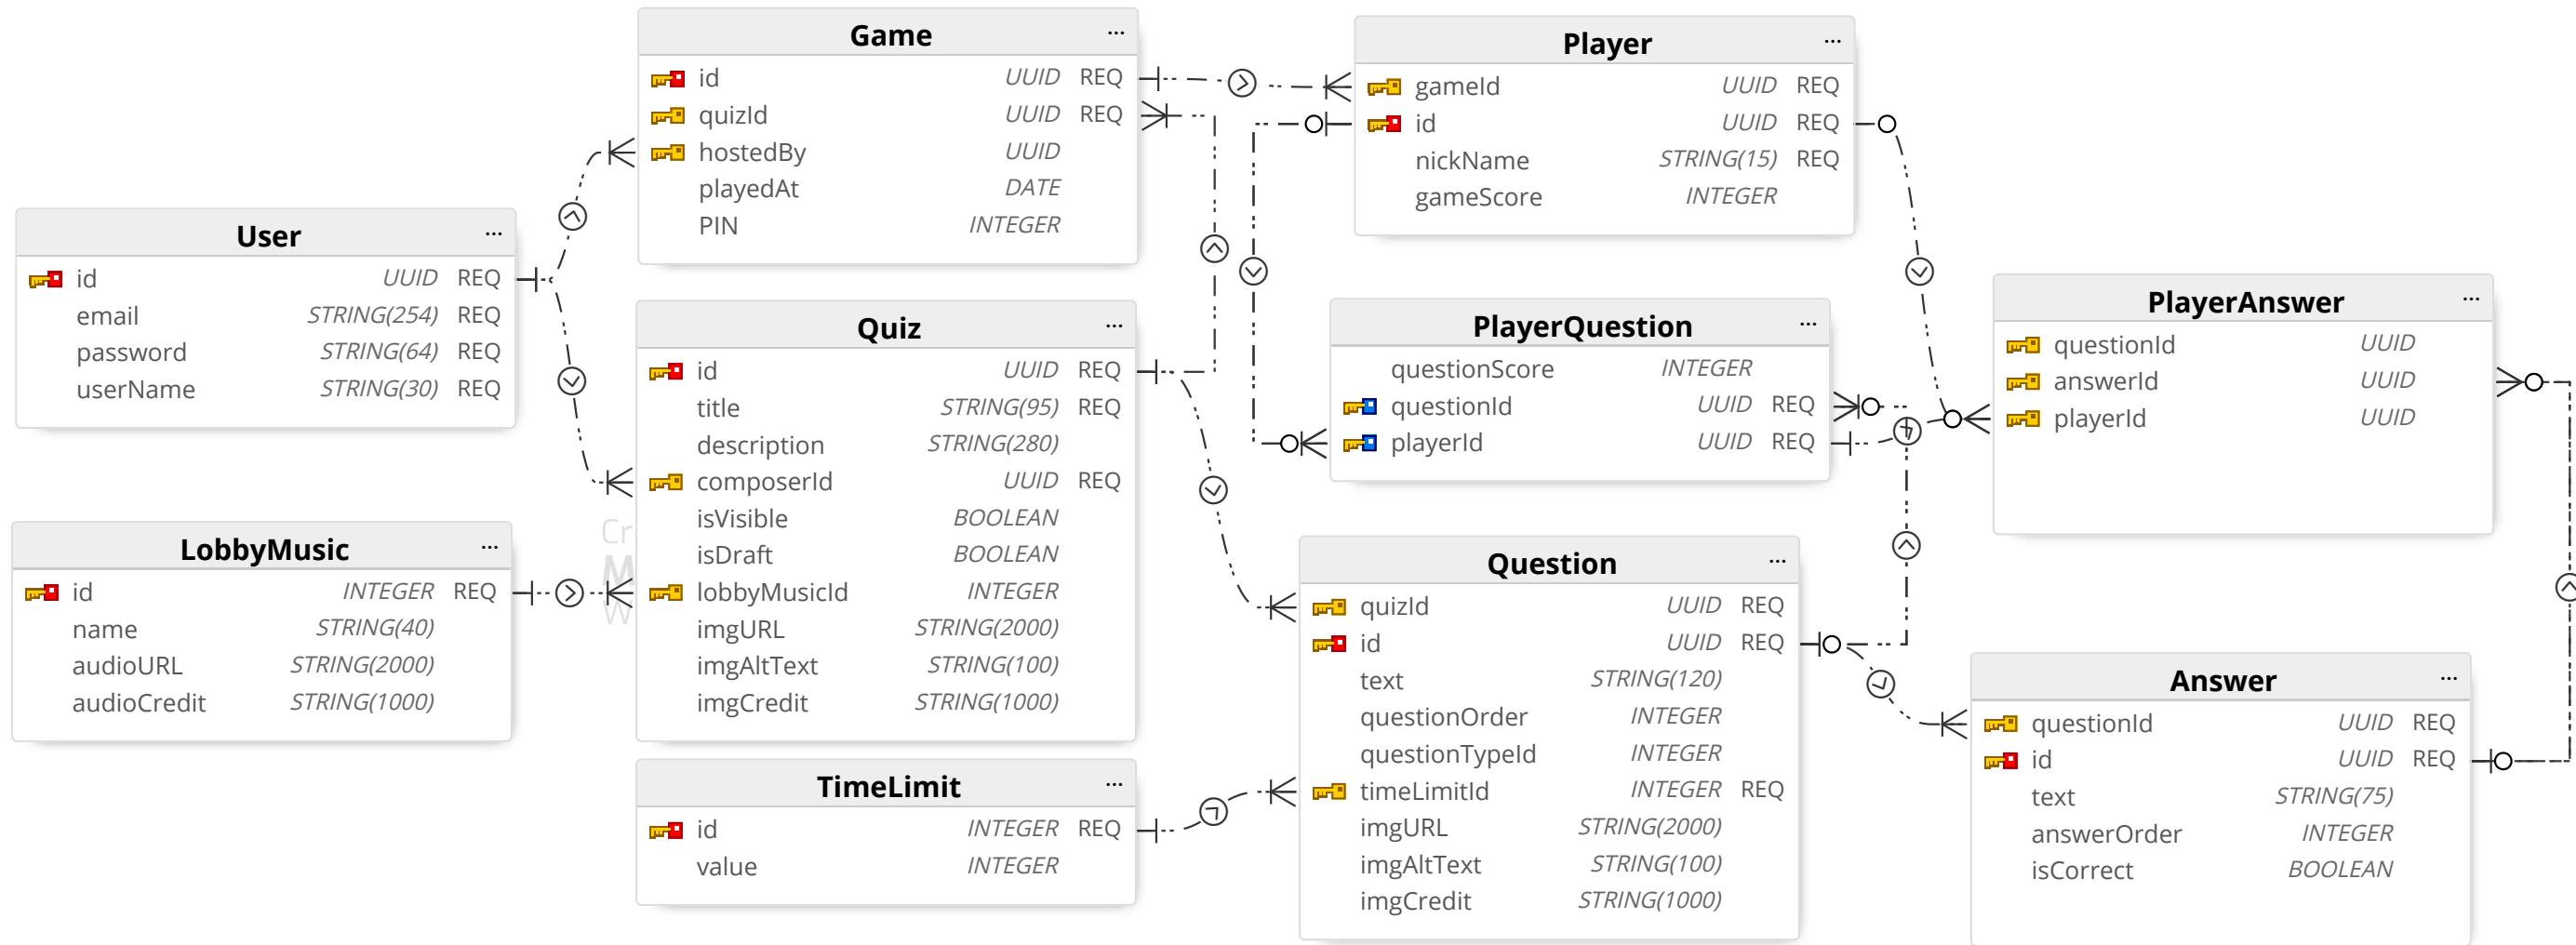 Game ...
id UUID REQ
quizId UUID REQ
hostedBy UUID
playedAt DATE
PIN INTEGER
Player ...
gameId UUID REQ
id UUID REQ
nickName STRING(15) REQ
gameScore INTEGER
User ...
id UUID REQ
email STRING(254) REQ
password STRING(64) REQ
userName STRING(30) REQ
Quiz ...
id UUID REQ
title STRING(95) REQ
description STRING(280)
composerId UUID REQ
isVisible BOOLEAN
isDraft BOOLEAN
lobbyMusicId INTEGER
imgURL STRING(2000)
imgAltText STRING(100)
imgCredit STRING(1000)
PlayerQuestion ...
questionScore INTEGER
questionId UUID REQ
playerId UUID REQ
PlayerAnswer ...
questionId UUID
answerId UUID
playerId UUID
LobbyMusic ...
id INTEGER REQ
name STRING(40)
audioURL STRING(2000)
audioCredit STRING(1000)
Question ...
quizId UUID REQ
id UUID REQ
text STRING(120)
questionOrder INTEGER
questionTypeId INTEGER
timeLimitId INTEGER REQ
imgURL STRING(2000)
imgAltText STRING(100)
imgCredit STRING(1000)
TimeLimit ...
id INTEGER REQ
value INTEGER
Answer ...
questionId UUID REQ
id UUID REQ
text STRING(75)
answerOrder INTEGER
isCorrect BOOLEAN